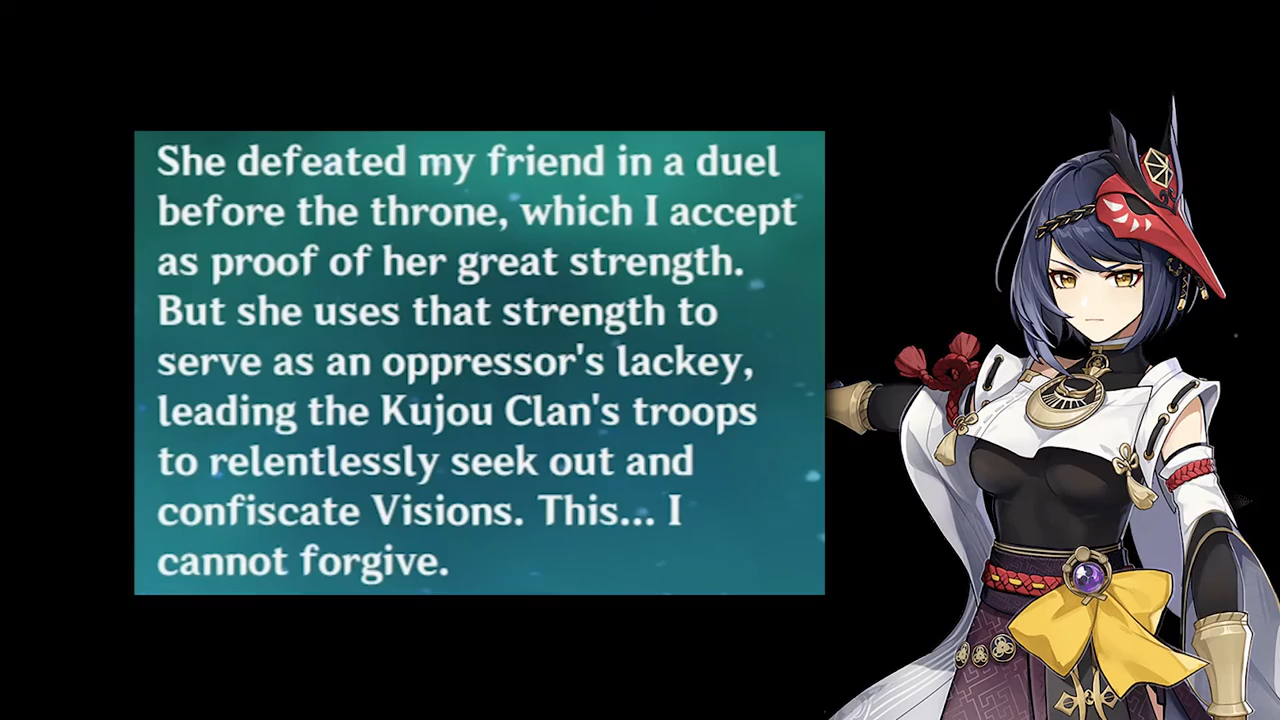 She defeated my friend in a duel
before the throne, which I accept
as proof of her great strength.
But she uses that strength to
serve as an oppressor's lackey,
leading the Kujou Clan's troops
to relentlessly seek out and
confiscate Visions. This... I
cannot forgive.